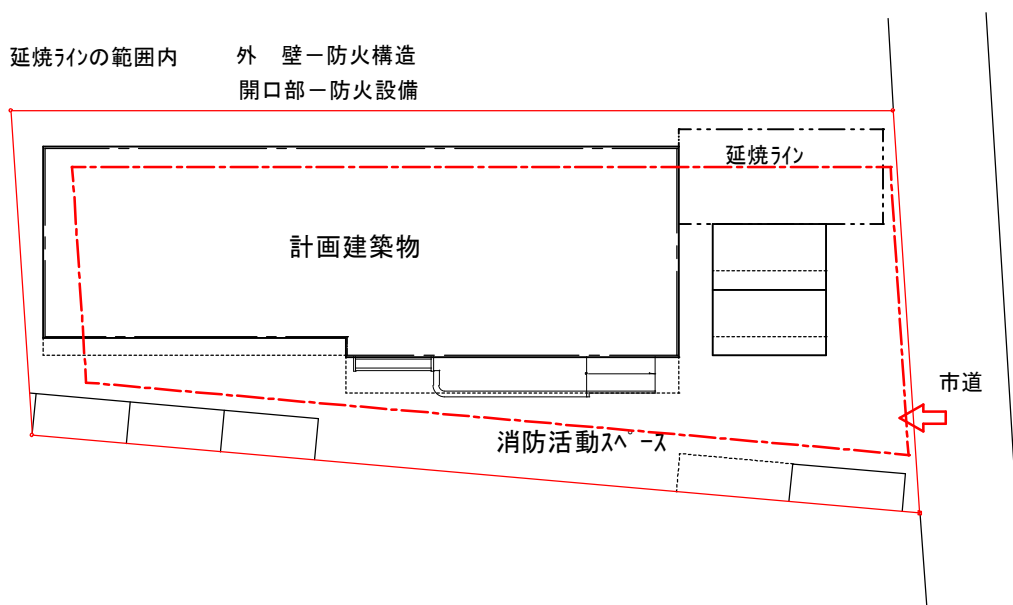 延焼ﾗｲﾝの範囲内　　外　壁－防火構造
開口部－防火設備
延焼ﾗｲﾝ
計画建築物
市道
消防活動ｽﾍﾟｰｽ